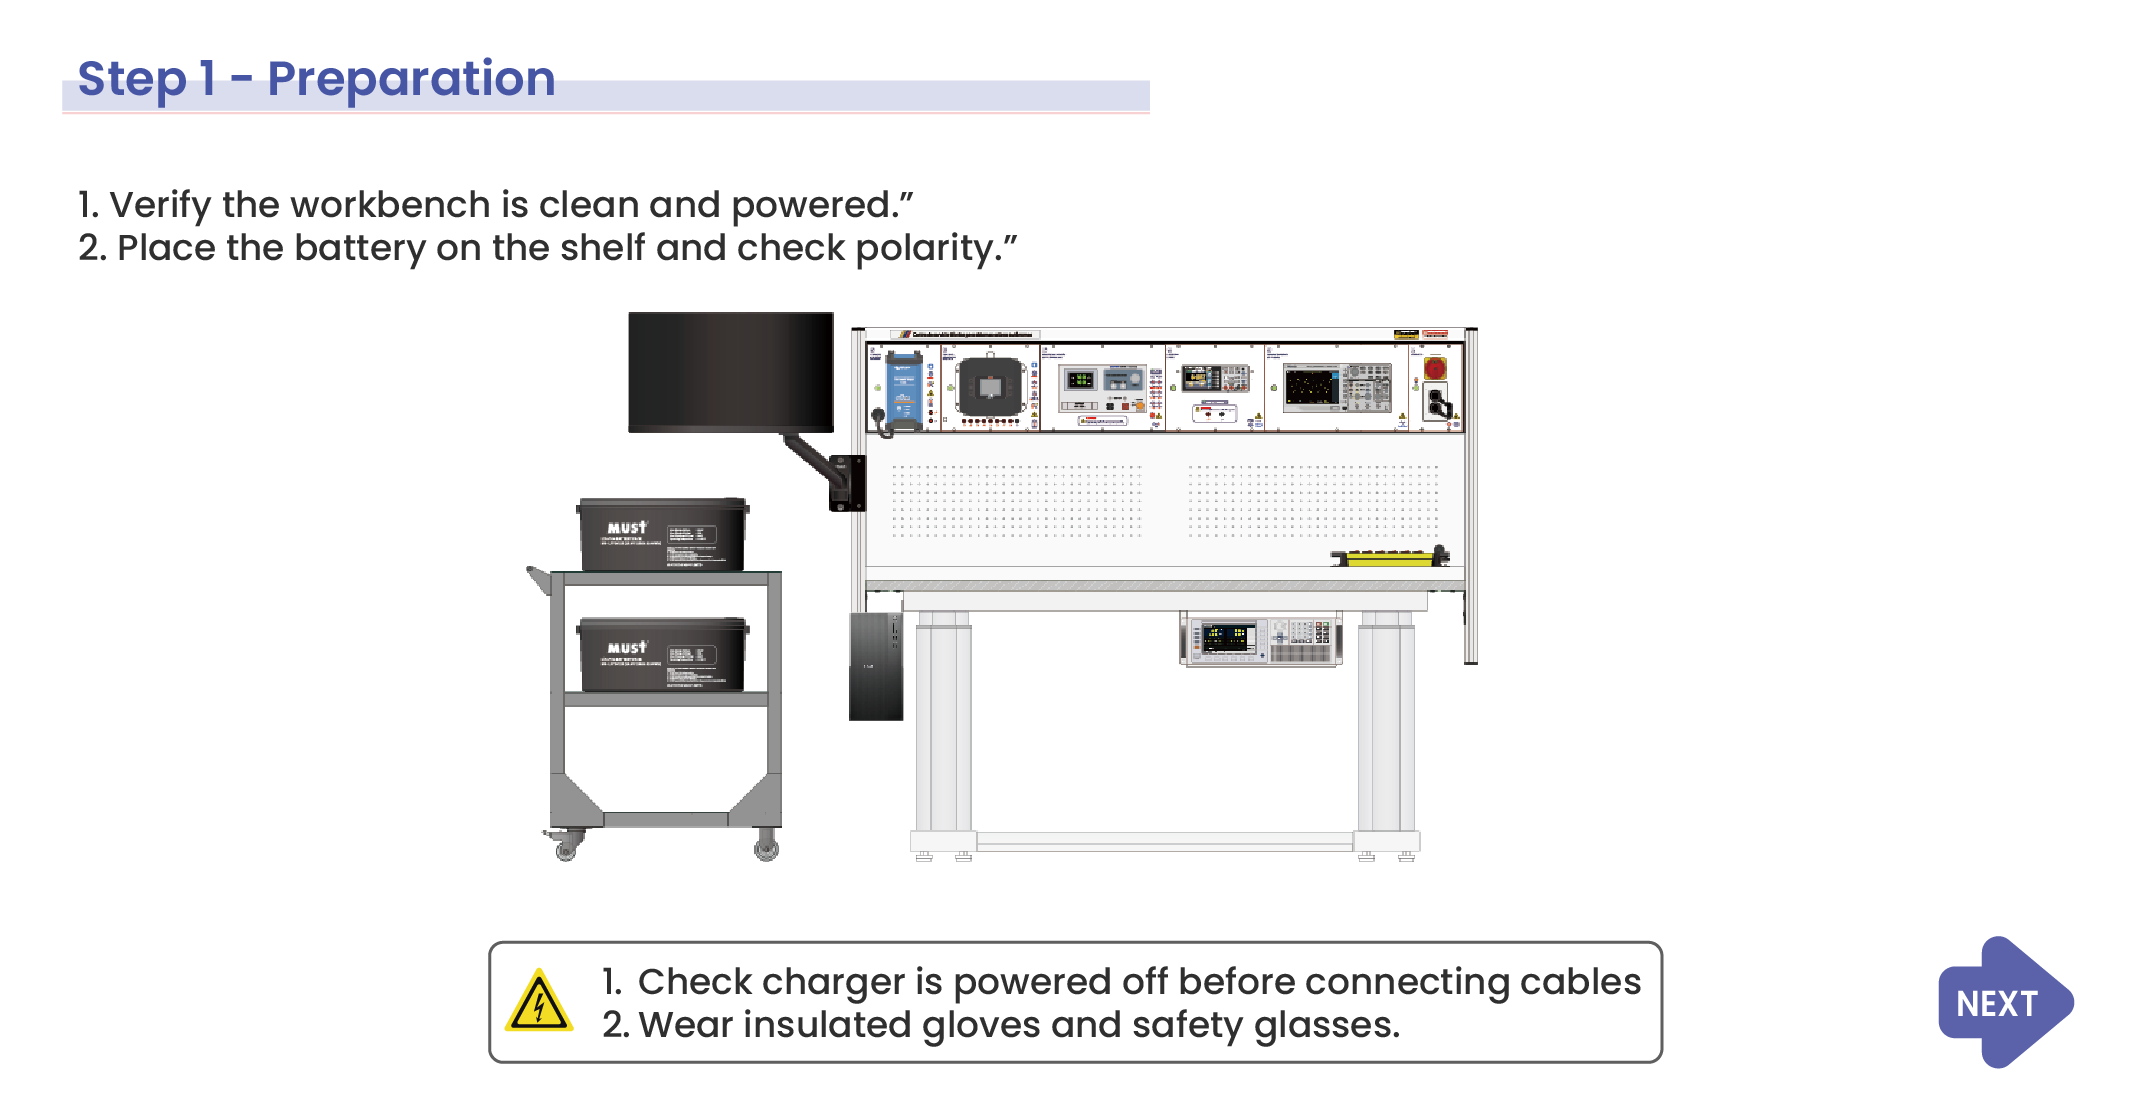 Step 1 - Preparation
1. Verify the workbench is clean and powered.”
2. Place the battery on the shelf and check polarity.”
MUST
MUST
1. Check charger is powered off before connecting cables
2. Wear insulated gloves and safety glasses.
NEXT